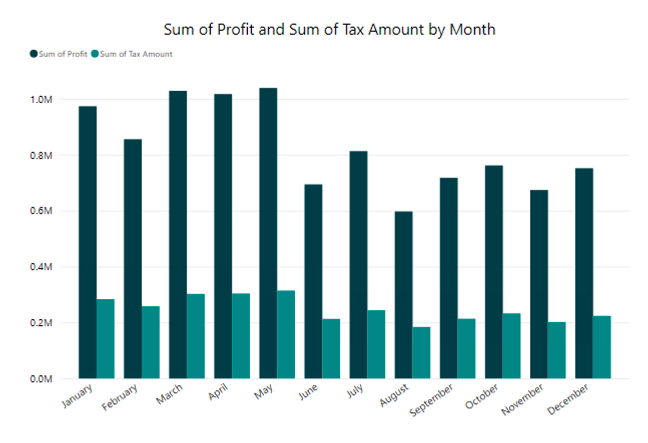 Sum of Profit and Sum of Tax Amount by Month
Sum of Profit Sum of Tax Amount
1.0M
0.8M
0.6M
0.4M
0.2M
0.0M
January February March April May June July August September October November December